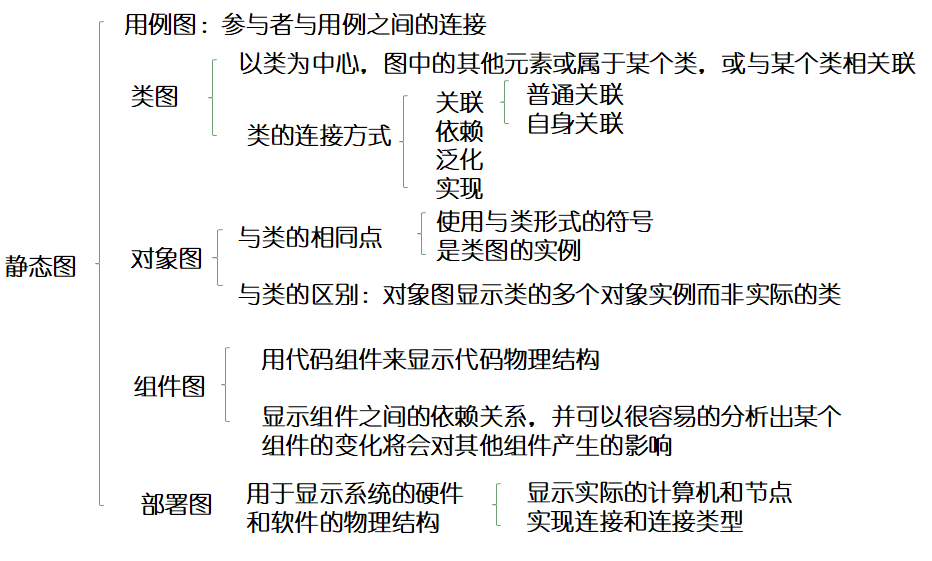 静态图
用例图：参与者与用例之间的连接
类图
以类为中心，图中的其他元素或属于某个类，或与某个类相关联
类的连接方式
关联
普通关联
自身关联
依赖
泛化
实现
对象图
与类的相同点
使用与类形式的符号
是类图的实例
与类的区别：对象图显示类的多个对象实例而非实际的类
组件图
用代码组件来显示代码物理结构
显示组件之间的依赖关系，并可以很容易的分析出某个
组件的变化将会对其他组件产生的影响
部署图
用于显示系统的硬件
和软件的物理结构
显示实际的计算机和节点
实现连接和连接类型